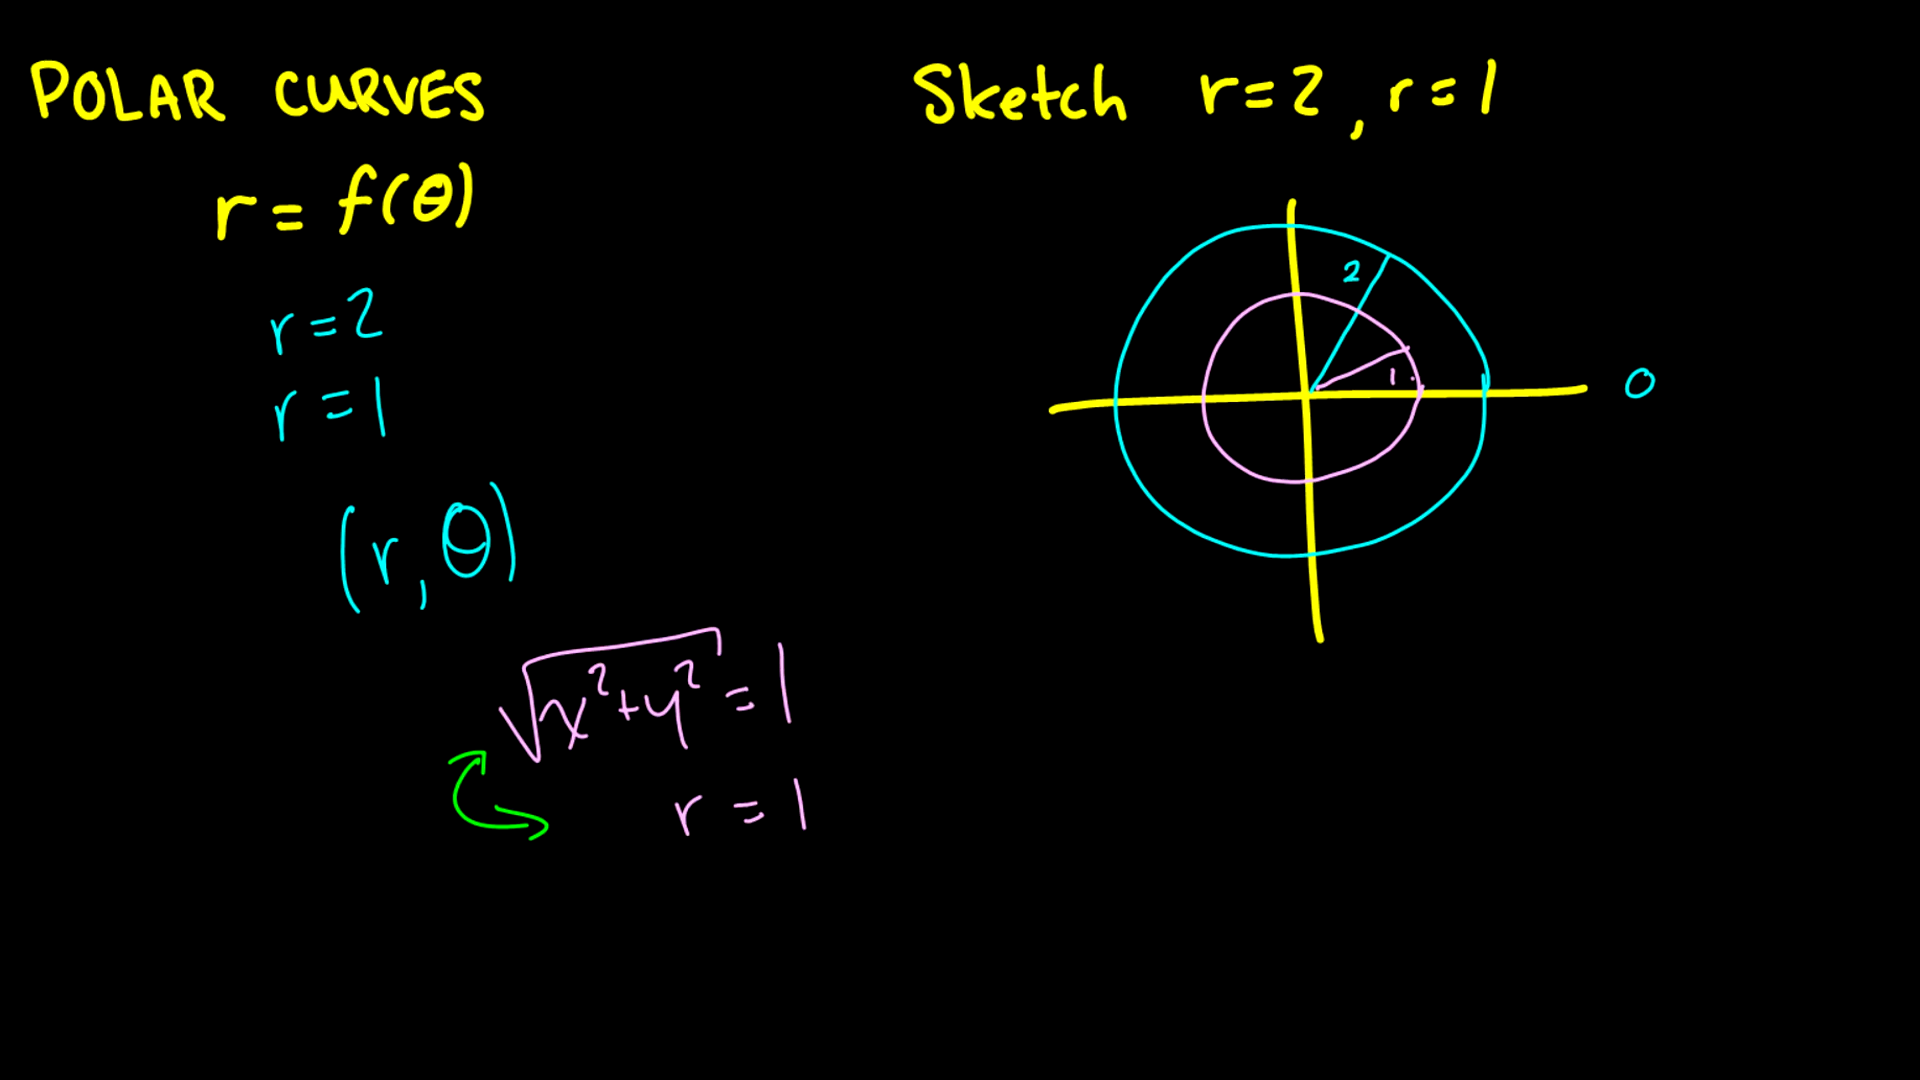 POLAR CURVES
r = f(θ)
r = 2
r = 1
(r, θ)
√x²+y² = 1
r = 1
Sketch r = 2, r = 1
2
1
0